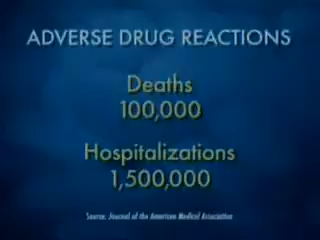 ADVERSE DRUG REACTIONS
Deaths
100,000
Hospitalizations
1,500,000
Source: Journal of the American Medical Association